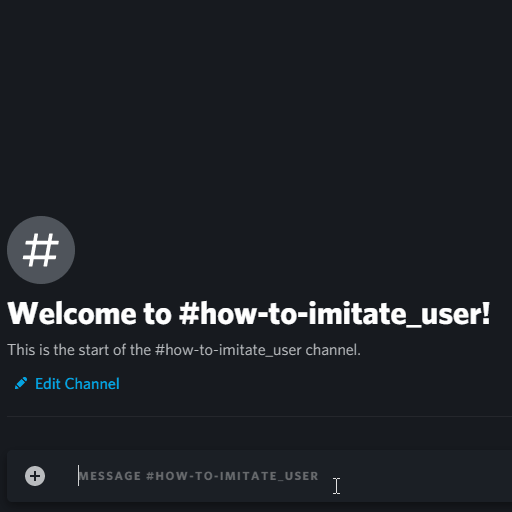 #
Welcome to #how-to-imitate_user!
This is the start of the #how-to-imitate_user channel.
Edit Channel
MESSAGE #HOW-TO-IMITATE_USER